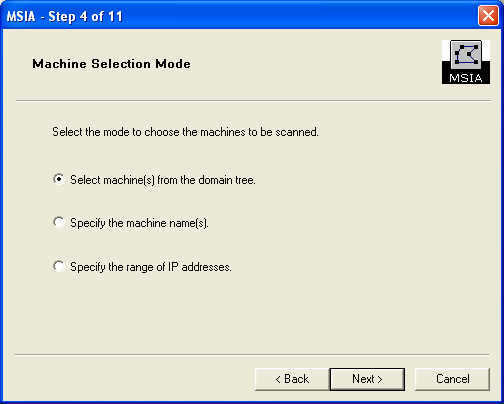 MSIA - Step 4 of 11
Machine Selection Mode
MSIA
Select the mode to choose the machines to be scanned.
Select machine(s) from the domain tree.
Specify the machine name(s).
Specify the range of IP addresses.
< Back Next > Cancel